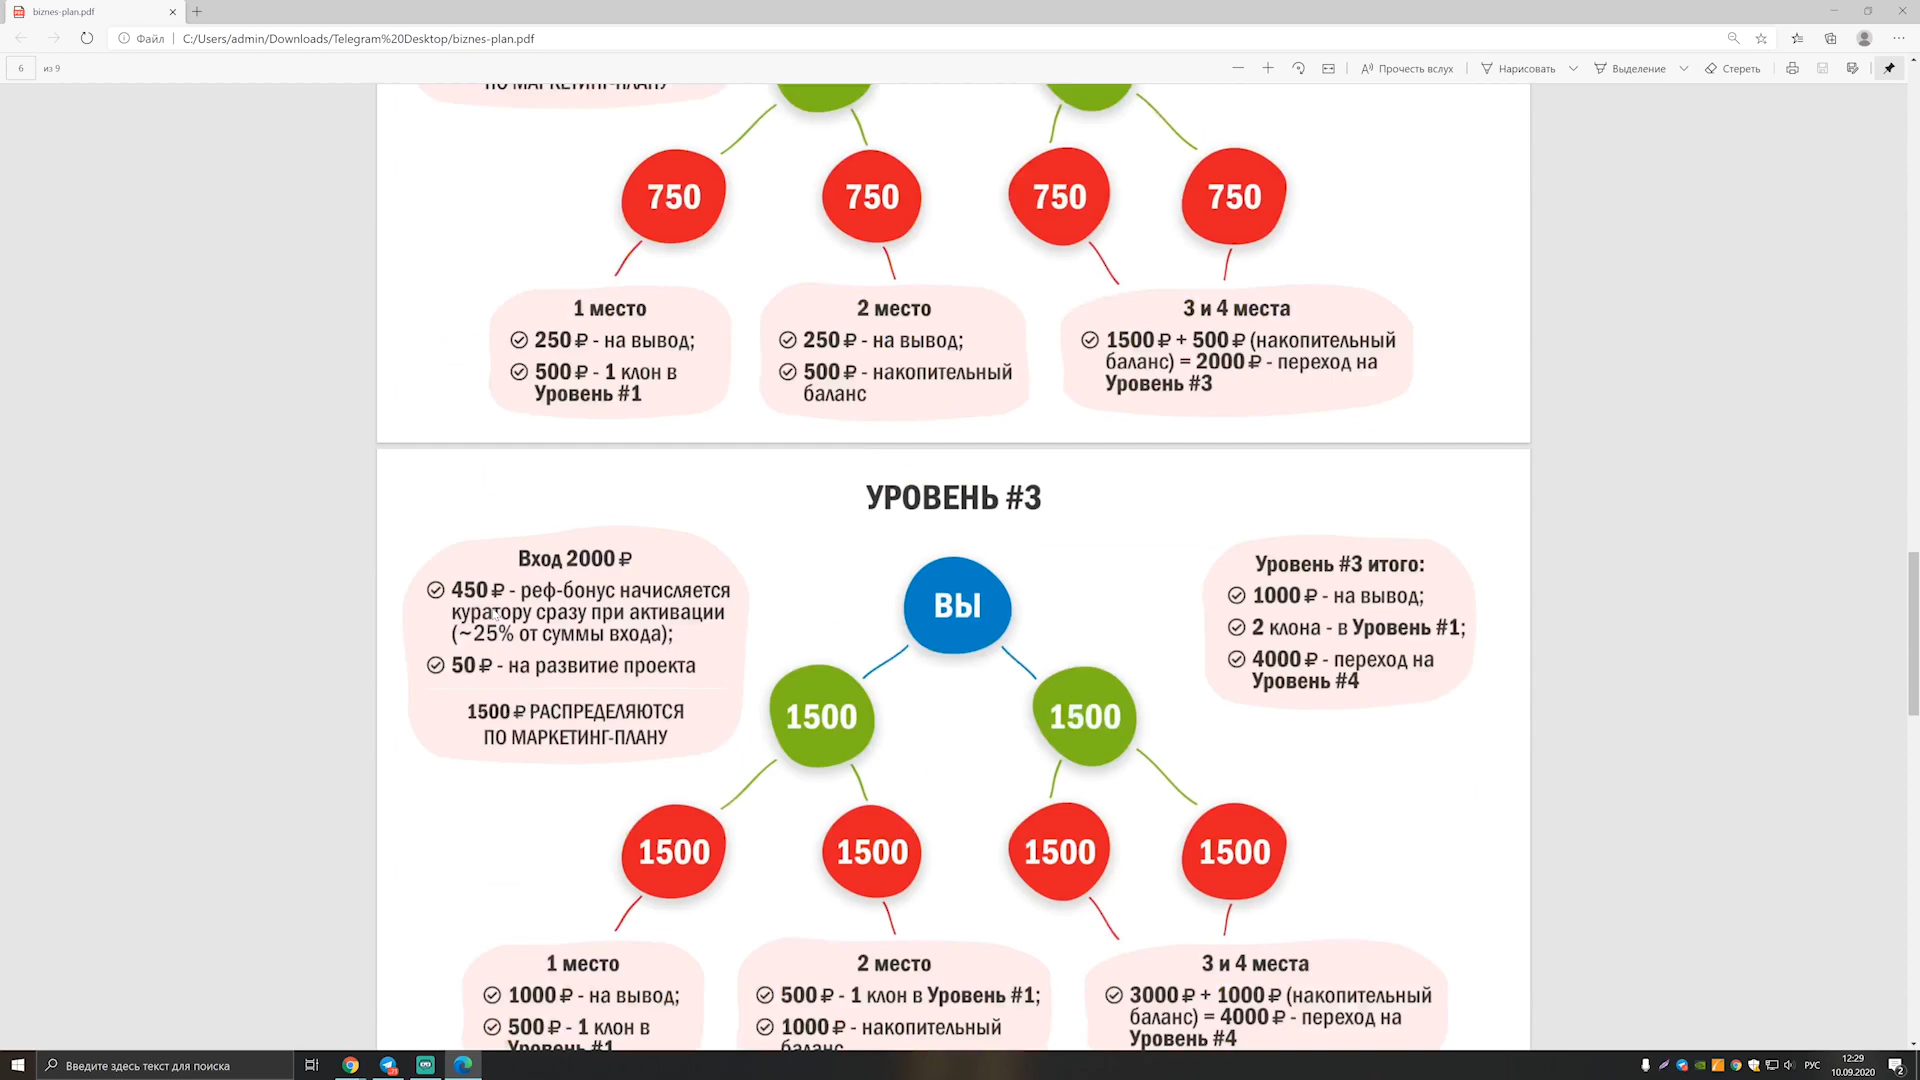 biznes-plan.pdf
Файл
C:/Users/admin/Downloads/Telegram%20Desktop/biznes-plan.pdf
6
из 9
Прочесть вслух
Нарисовать
Выделение
Стереть
ПО МАРКЕТИНГ-ПЛАНУ
750
750
750
750
1 место
250 ₽ - на вывод;
500 ₽ - 1 клон в
Уровень #1
2 место
250 ₽ - на вывод;
500 ₽ - накопительный
баланс
3 и 4 места
1500 ₽ + 500 ₽ (накопительный
баланс) = 2000 ₽ - переход на
Уровень #3
УРОВЕНЬ #3
Вход 2000 ₽
450 ₽ - реф-бонус начисляется
куратору сразу при активации
(~25% от суммы входа);
50 ₽ - на развитие проекта
1500 ₽ РАСПРЕДЕЛЯЮТСЯ
ПО МАРКЕТИНГ-ПЛАНУ
ВЫ
Уровень #3 итого:
1000 ₽ - на вывод;
2 клона - в Уровень #1;
4000 ₽ - переход на
Уровень #4
1500
1500
1500
1500
1500
1500
1 место
1000 ₽ - на вывод;
500 ₽ - 1 клон в
Уровень #1
2 место
500 ₽ - 1 клон в Уровень #1;
1000 ₽ - накопительный
баланс
3 и 4 места
3000 ₽ + 1000 ₽ (накопительный
баланс) = 4000 ₽ - переход на
Уровень #4
Введите здесь текст для поиска
РУС
12:29
10.09.2020
2